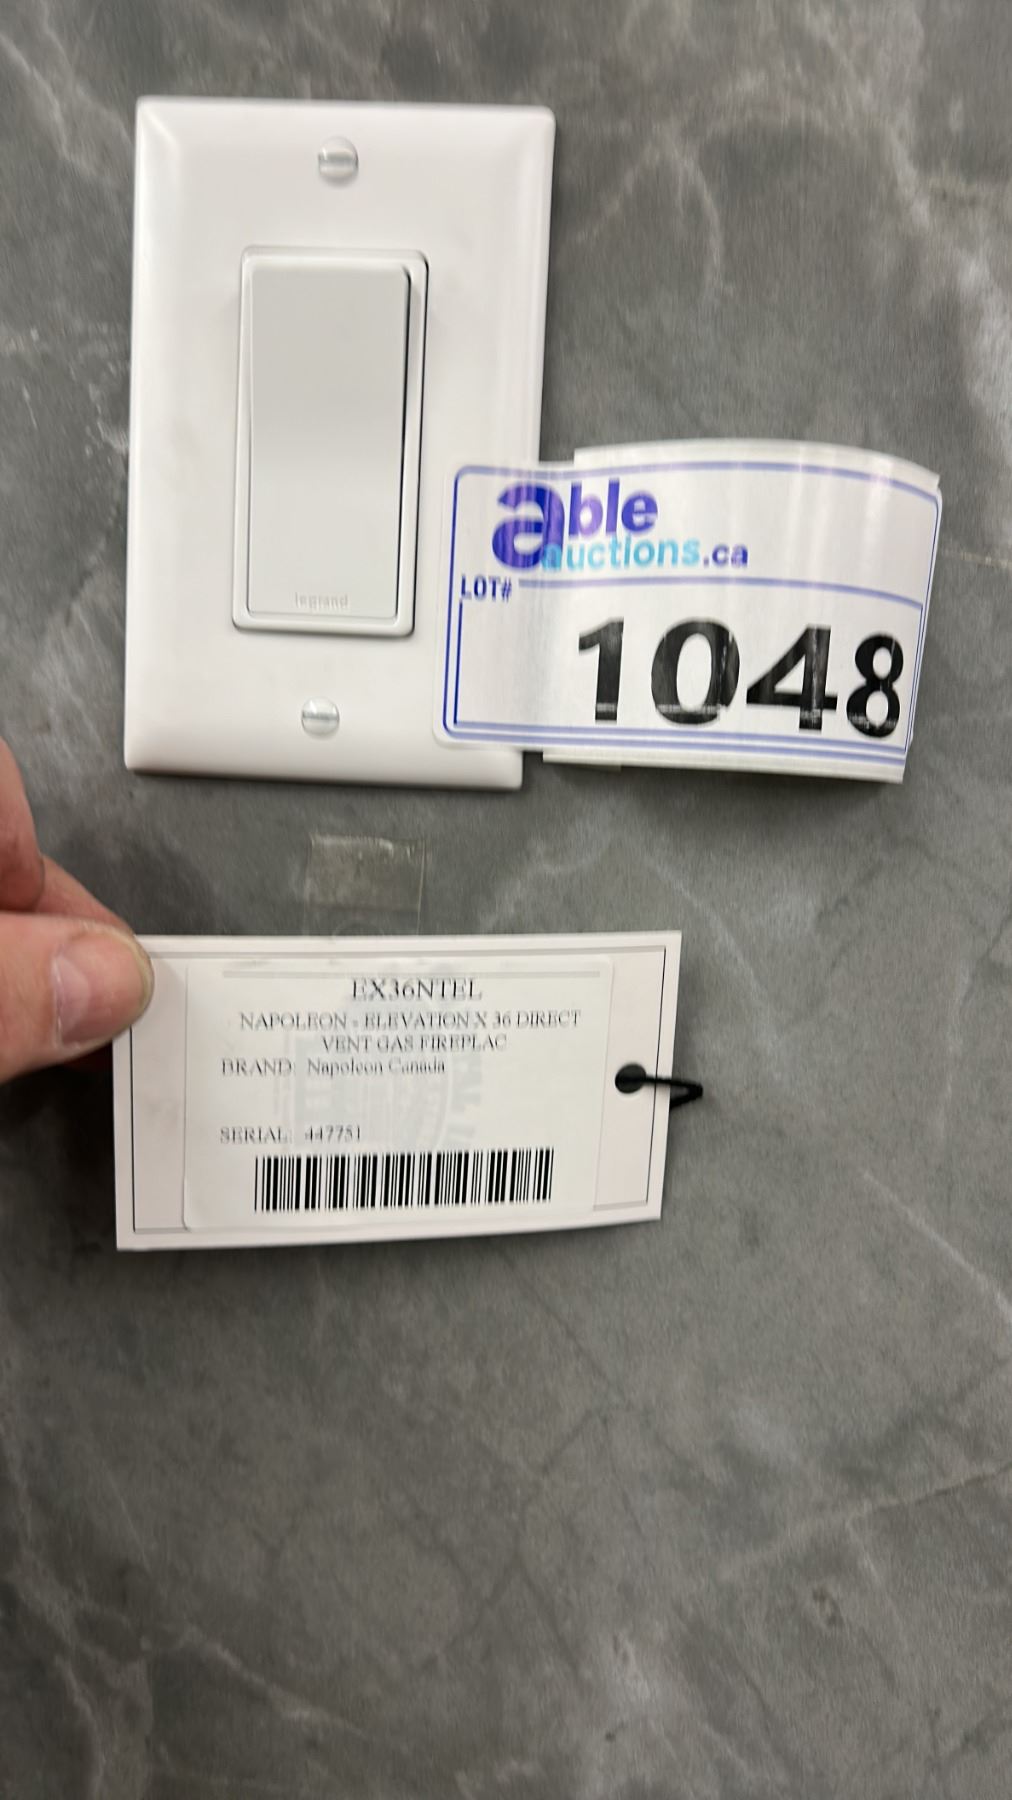 legrand
able
auctions.ca
LOT#
1048
EX36NTEL
NAPOLEON - ELEVATION X 36 DIRECT
VENT GAS FIREPLAC
BRAND: Napoleon Canada
SERIAL: 447751